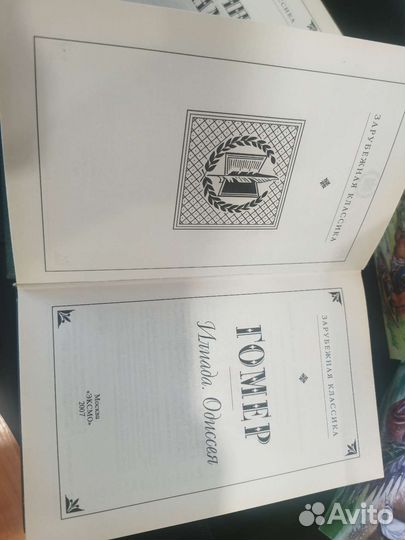 ЗАРУБЕЖНАЯ КЛАССИКА
ЗАРУБЕЖНАЯ КЛАССИКА
ГОМЕР
Илиада. Одиссея
Москва
«ЭКСМО»
2007
Avito